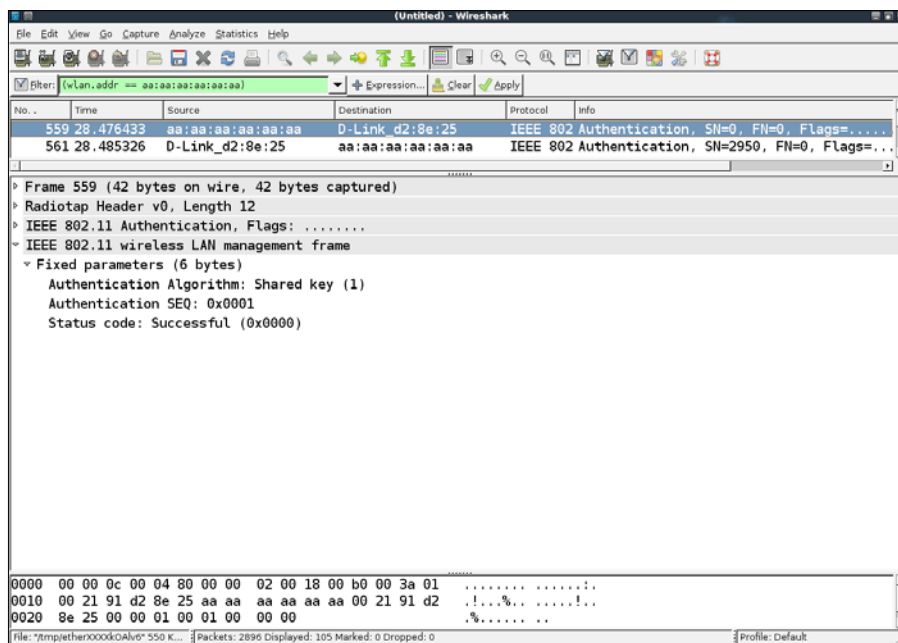 (Untitled) - Wireshark
File Edit View Go Capture Analyze Statistics Help
Filter: (wlan.addr == aa:aa:aa:aa:aa:aa) Expression... Clear Apply
No. . Time Source Destination Protocol Info
559 28.476433 aa:aa:aa:aa:aa:aa D-Link_d2:8e:25 IEEE 802 Authentication, SN=0, FN=0, Flags=.....
561 28.485326 D-Link_d2:8e:25 aa:aa:aa:aa:aa:aa IEEE 802 Authentication, SN=2950, FN=0, Flags=...
Frame 559 (42 bytes on wire, 42 bytes captured)
Radiotap Header v0, Length 12
IEEE 802.11 Authentication, Flags: ........
IEEE 802.11 wireless LAN management frame
Fixed parameters (6 bytes)
Authentication Algorithm: Shared key (1)
Authentication SEQ: 0x0001
Status code: Successful (0x0000)
0000 00 00 0c 00 04 80 00 00 02 00 18 00 b0 00 3a 01 ........ ......:.
0010 00 21 91 d2 8e 25 aa aa aa aa aa aa 00 21 91 d2 .!...%.. .....!..
0020 8e 25 00 00 01 00 01 00 00 00 .%...... ..
File: "/tmp/etherXXXXkOAlv6" 550 K... Packets: 2896 Displayed: 105 Marked: 0 Dropped: 0 Profile: Default